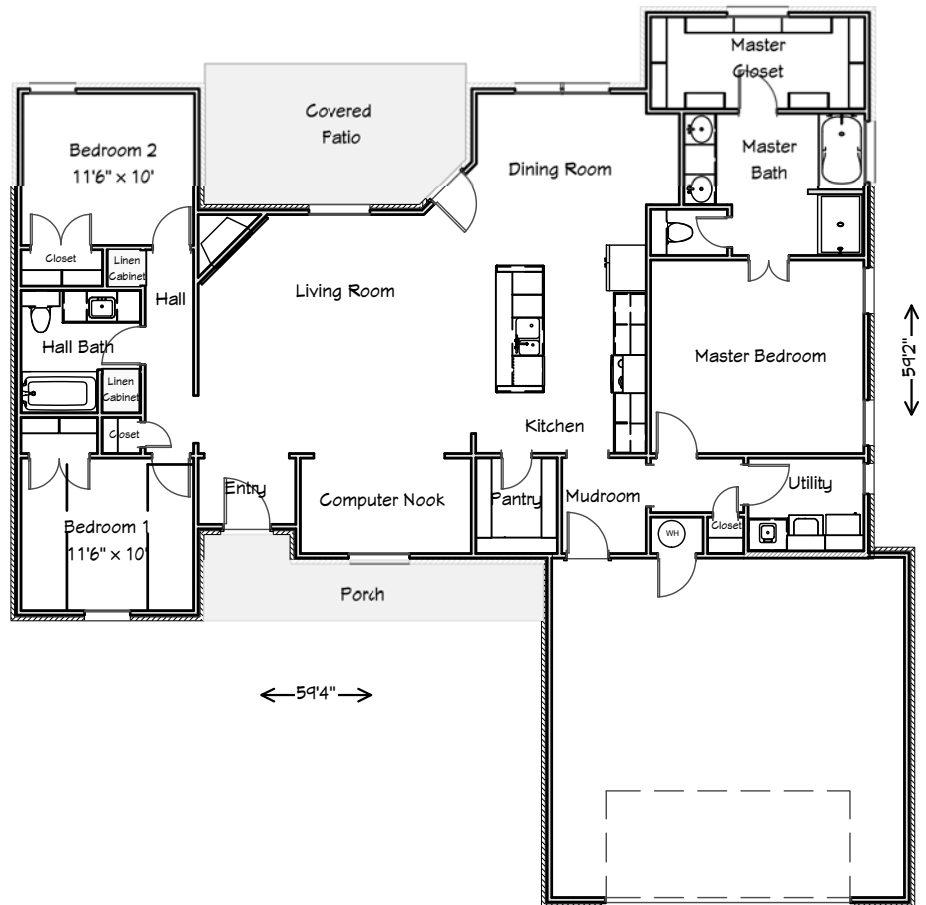 Master
Closet
Covered
Patio
Bedroom 2
11'6" x 10'
Dining Room
Master
Bath
Closet
Linen
Cabinet
Hall
Living Room
Hall Bath
Master Bedroom
59'2"
Linen
Cabinet
Closet
Kitchen
Entry
Computer Nook
Pantry
Mudroom
Utility
Bedroom 1
11'6" x 10'
Closet
WH
Porch
59'4"